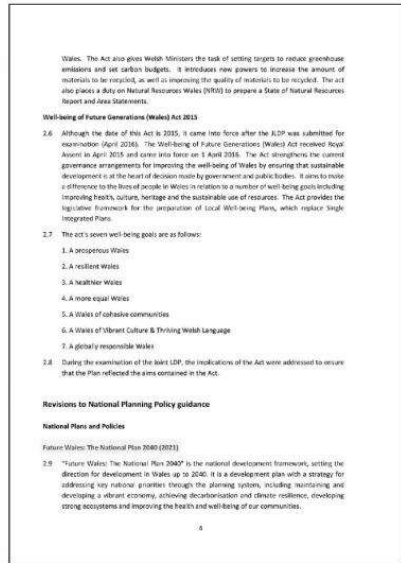 Wales. The Act also gives Welsh Ministers the task of setting targets to reduce greenhouse
emissions and set carbon budgets. It introduces new powers to increase the amount of
materials to be recycled, as well as improving the quality of materials to be recycled. The act
also places a duty on Natural Resources Wales (NRW) to prepare a State of Natural Resources
Report and Area Statements.
Well-being of Future Generations (Wales) Act 2015
2.6 Although the date of this Act is 2015, it came into force after the JLDP was submitted for
examination (April 2016). The Well-being of Future Generations (Wales) Act received Royal
Assent in April 2015 and came into force on 1 April 2016. The Act strengthens the current
governance arrangements for improving the well-being of Wales by ensuring that sustainable
development is at the heart of decision made by government and public bodies. It aims to make
a difference to the lives of people in Wales in relation to a number of well-being goals including
improving health, culture, heritage and the sustainable use of resources. The Act provides the
legislative framework for the preparation of Local Well-being Plans, which replace Single
Integrated Plans.
2.7 The act's seven well-being goals are as follows:
1. A prosperous Wales
2. A resilient Wales
3. A healthier Wales
4. A more equal Wales
5. A Wales of cohesive communities
6. A Wales of Vibrant Culture & Thriving Welsh Language
7. A globally responsible Wales
2.8 During the examination of the Joint LDP, the implications of the Act were addressed to ensure
that the Plan reflected the aims contained in the Act.
Revisions to National Planning Policy guidance
National Plans and Policies
Future Wales: The National Plan 2040 (2021)
2.9 "Future Wales: The National Plan 2040" is the national development framework, setting the
direction for development in Wales up to 2040. It is a development plan with a strategy for
addressing key national priorities through the planning system, including maintaining and
developing a vibrant economy, achieving decarbonisation and climate resilience, developing
strong ecosystems and improving the health and well-being of our communities.